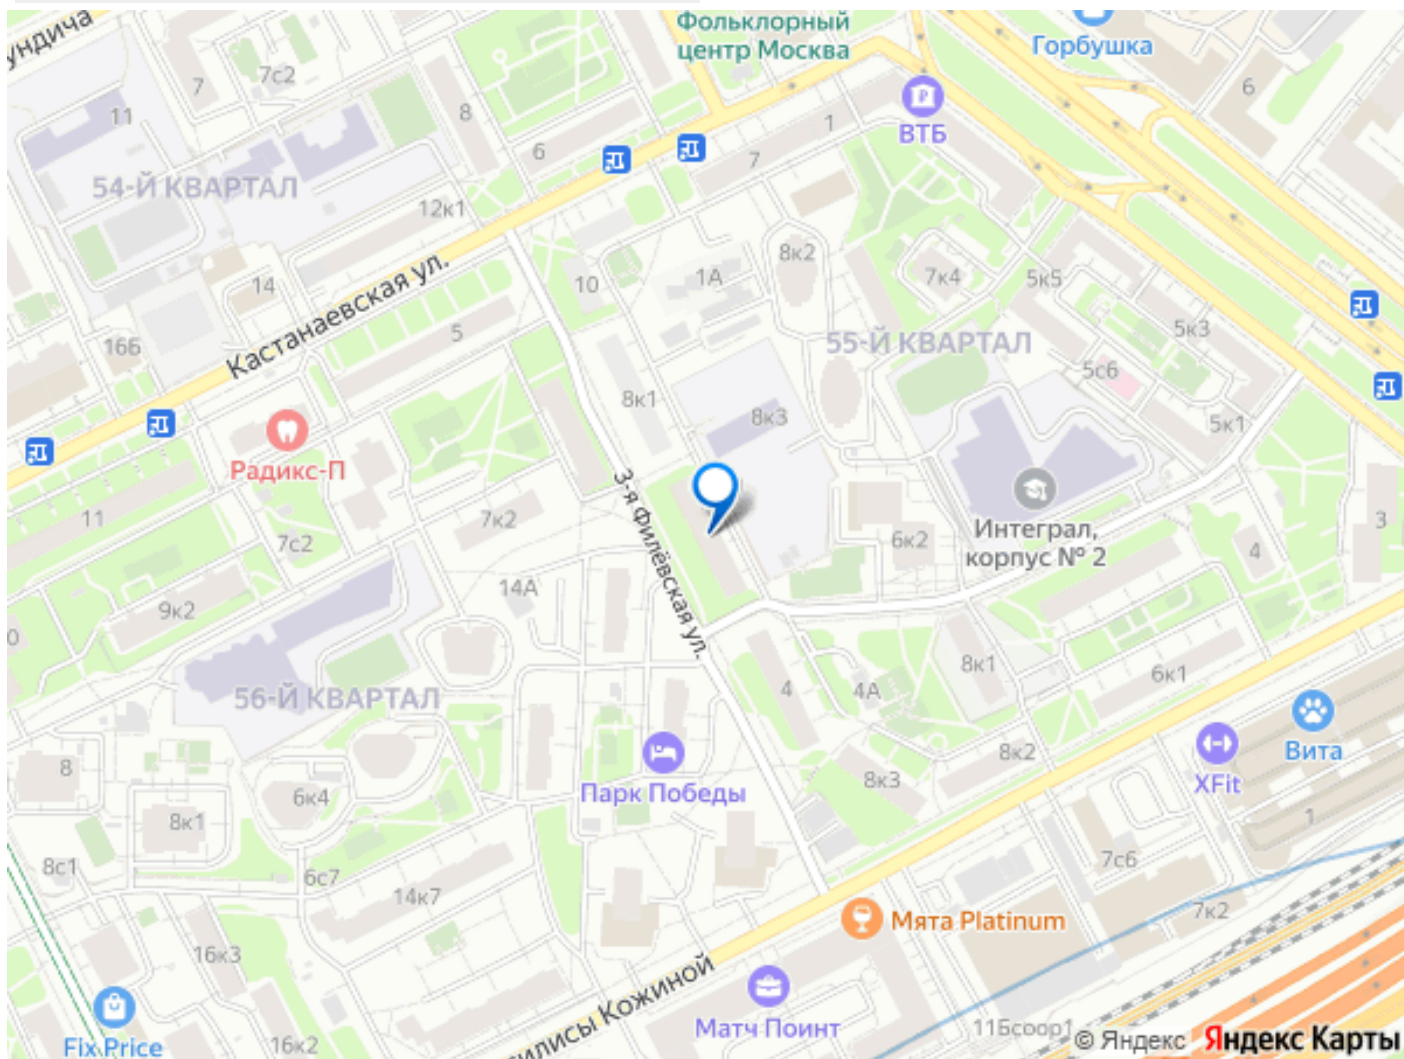 ундича
7
7с2
Фольклорный
центр Москва
Горбушка
6
11
8
6
1
7
ВТБ
54-Й КВАРТАЛ
12к1
14
10
1А
8к2
7к4
5к5
5к3
Кастанаевская ул.
16б
5
55-Й КВАРТАЛ
5с6
8к1
8к3
5к1
Радикс-П
3-я Филёвская ул.
11
7с2
7к2
Интеграл,
корпус № 2
6к2
4
3
14А
9к2
0
56-Й КВАРТАЛ
4
4А
8к1
6к1
8
6к4
Парк Победы
8к3
8к2
Вита
XFit
8к1
1
8с1
6с7
14к7
7с6
7к2
Мята Platinum
16к3
силисы Кожиной
Матч Поинт
Fix Price
16к2
11Бсоор1
© Яндекс Яндекс Карты